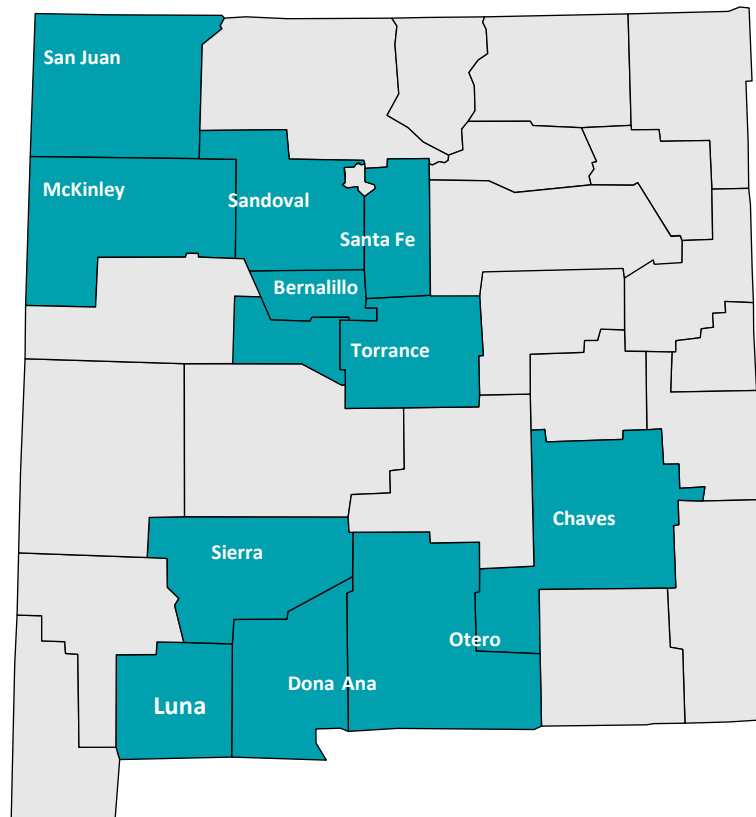 San Juan
McKinley
Sandoval
Santa Fe
Bernalillo
Torrance
Chaves
Sierra
Otero
Dona Ana
Luna